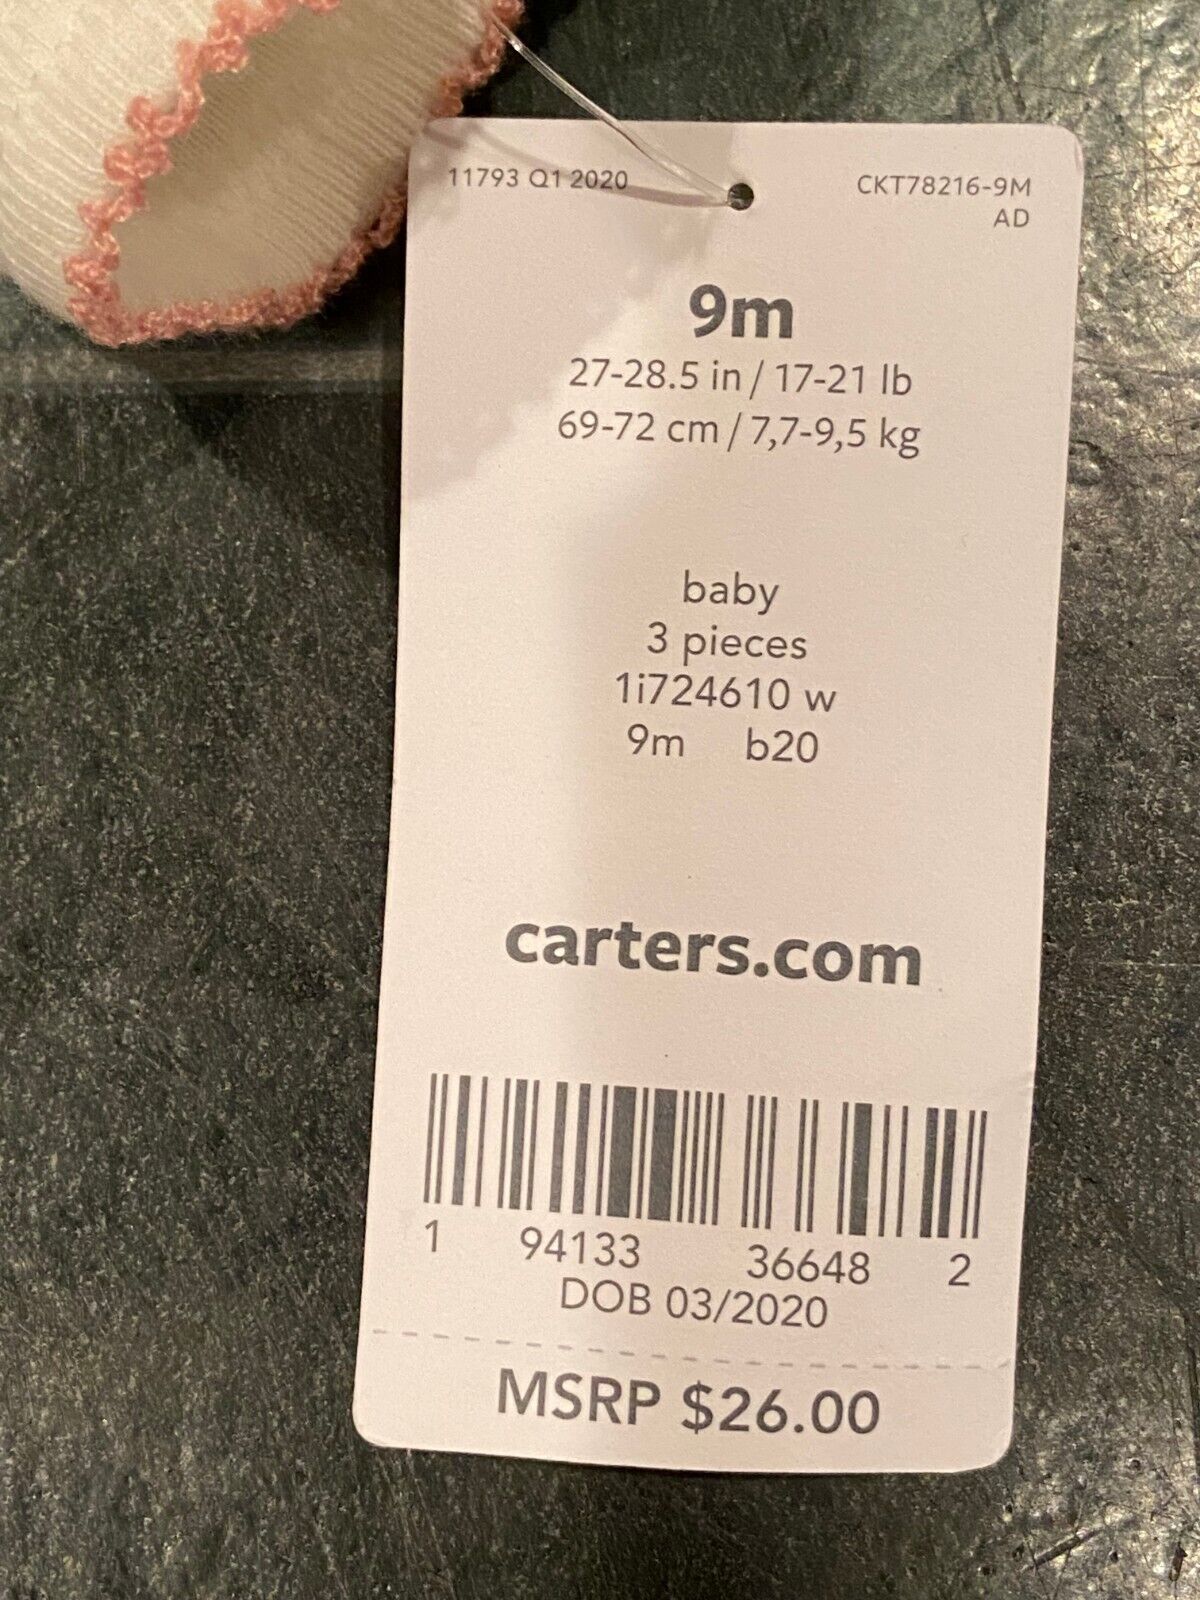 11793 Q1 2020
CKT78216-9M
AD
9m
27-28.5 in / 17-21 lb
69-72 cm / 7,7-9,5 kg
baby
3 pieces
1i724610 w
9m b20
carters.com
1 94133 36648 2
DOB 03/2020
MSRP $26.00